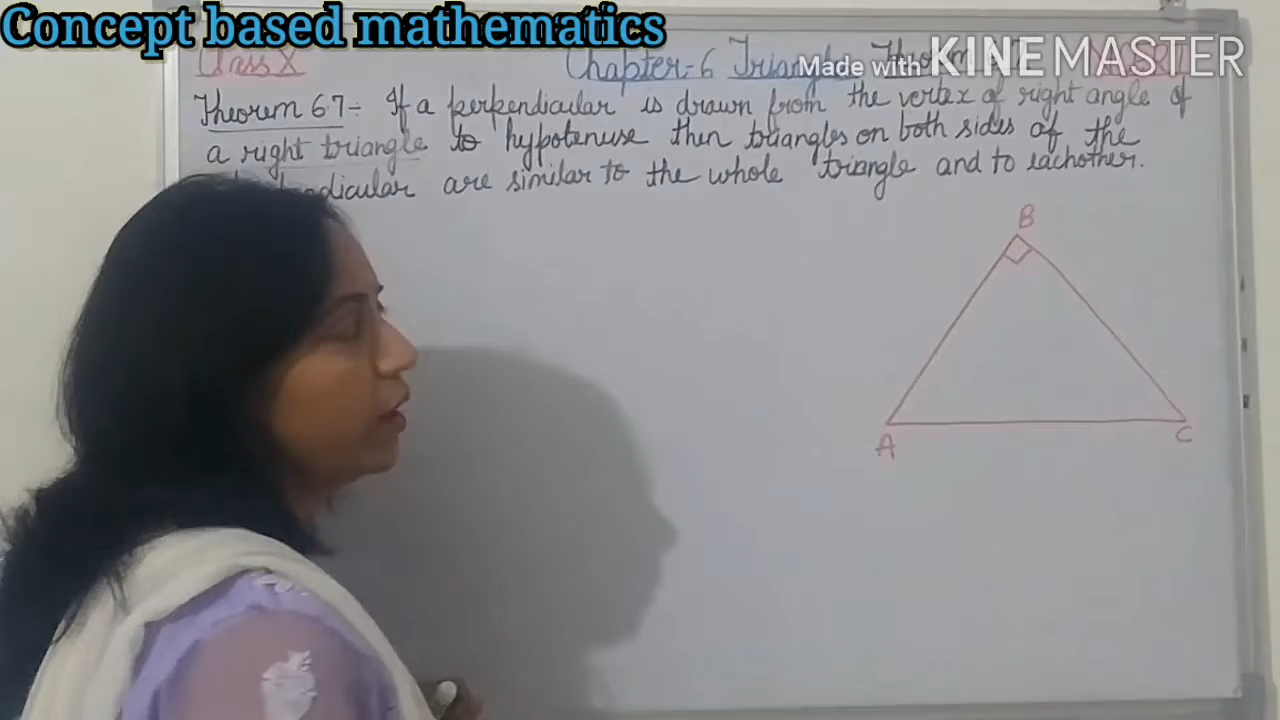 Concept based mathematics
Made with KINEMASTER
Class X Chapter-6 Triangles
Theorem 6.7:- If a perpendicular is drawn from the vertex of right angle of
a right triangle to hypotenuse then triangles on both sides of the
are similar to the whole triangle and to eachother.
B
A
C